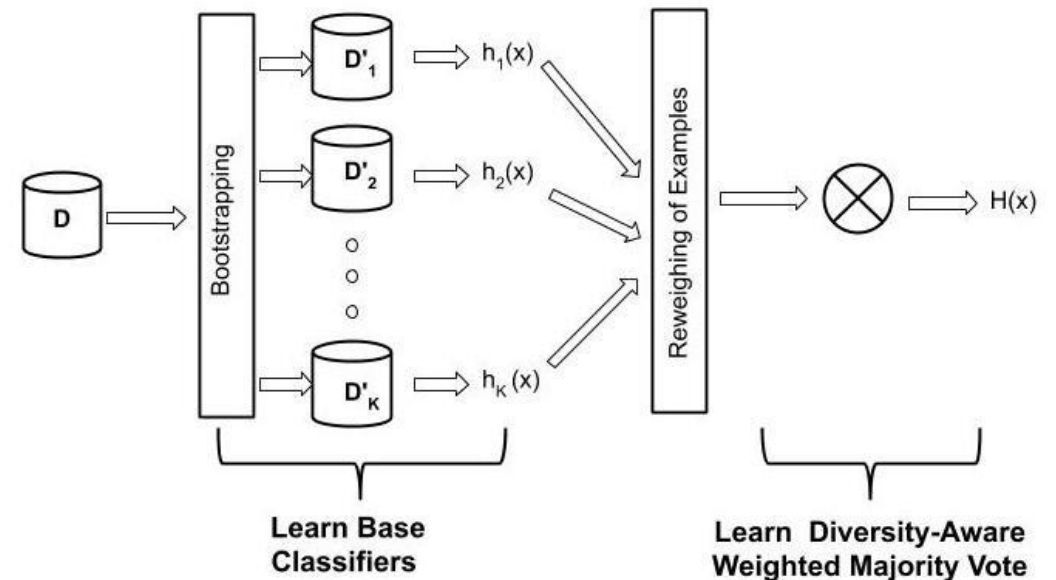 D
Bootstrapping
D'1
h1(x)
D'2
h2(x)
D'K
hK (x)
Reweighing of Examples
H(x)
Learn Base
Classifiers
Learn Diversity-Aware
Weighted Majority Vote